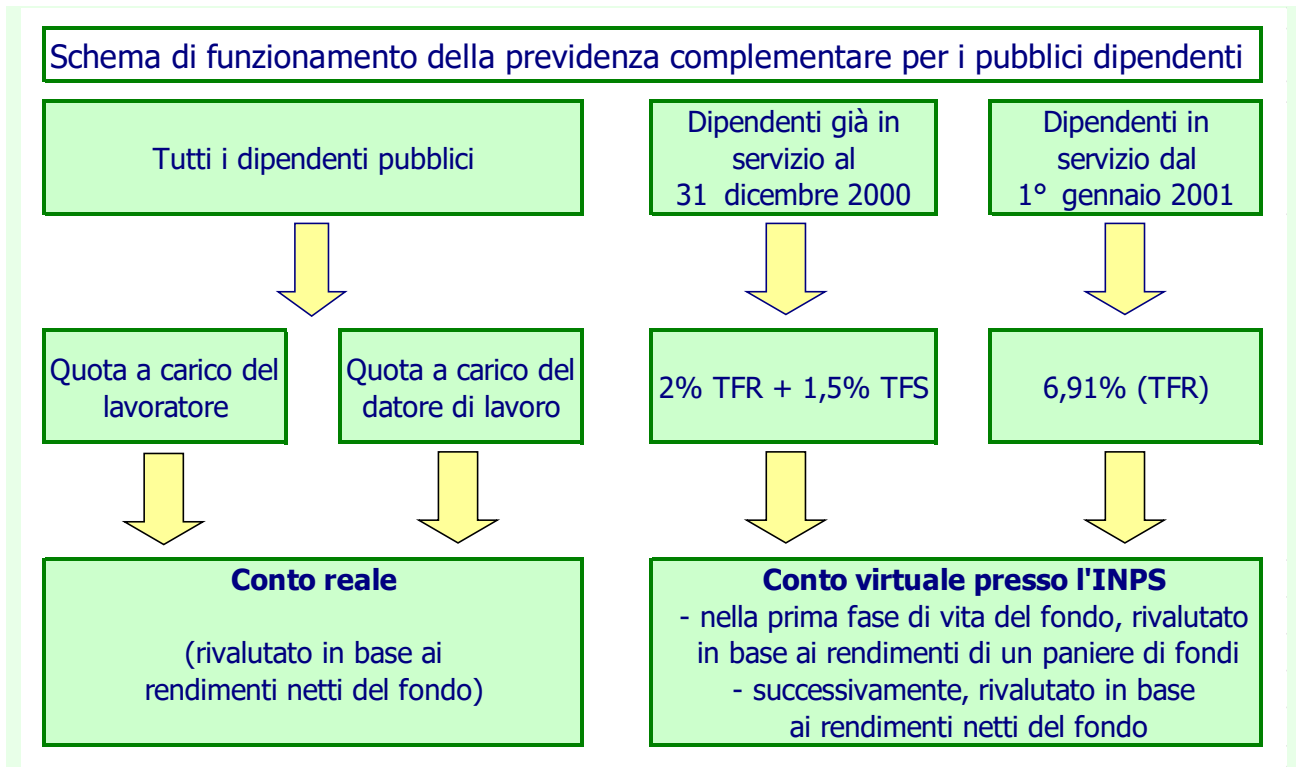 Schema di funzionamento della previdenza complementare per i pubblici dipendenti
Tutti i dipendenti pubblici
Dipendenti già in
servizio al
31 dicembre 2000
Dipendenti in
servizio dal
1° gennaio 2001
Quota a carico del
lavoratore
Quota a carico del
datore di lavoro
2% TFR + 1,5% TFS
6,91% (TFR)
Conto reale
(rivalutato in base ai
rendimenti netti del fondo)
Conto virtuale presso l'INPS
- nella prima fase di vita del fondo, rivalutato
in base ai rendimenti di un paniere di fondi
- successivamente, rivalutato in base
ai rendimenti netti del fondo